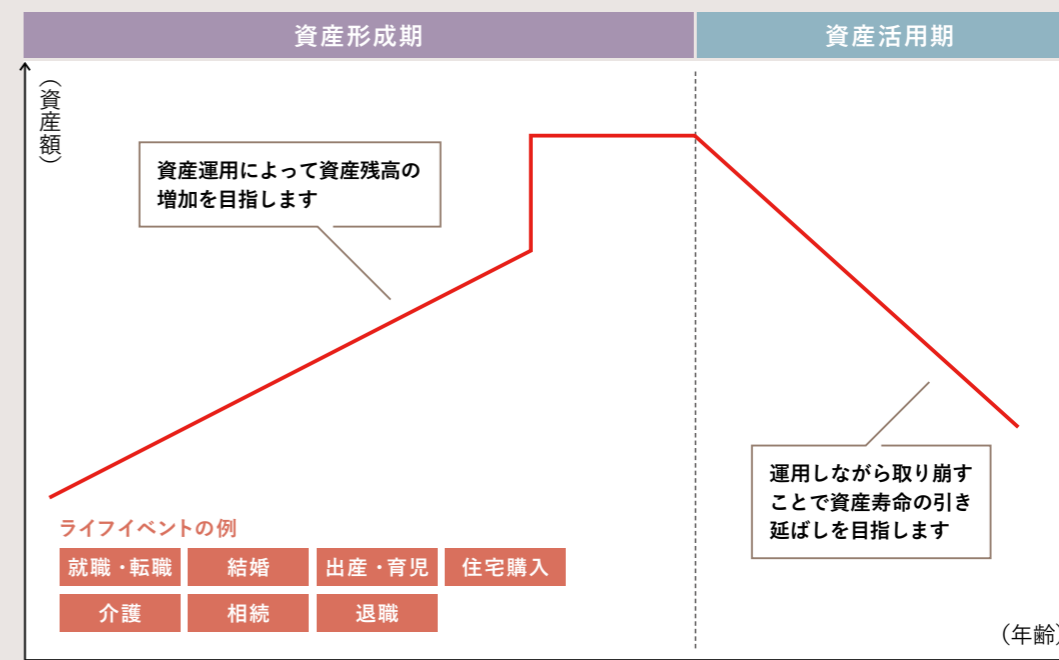 資産形成期
資産活用期
（資産額）
資産運用によって資産残高の
増加を目指します
運用しながら取り崩す
ことで資産寿命の引き
延ばしを目指します
ライフイベントの例
就職・転職
結婚
出産・育児
住宅購入
介護
相続
退職
（年齢）